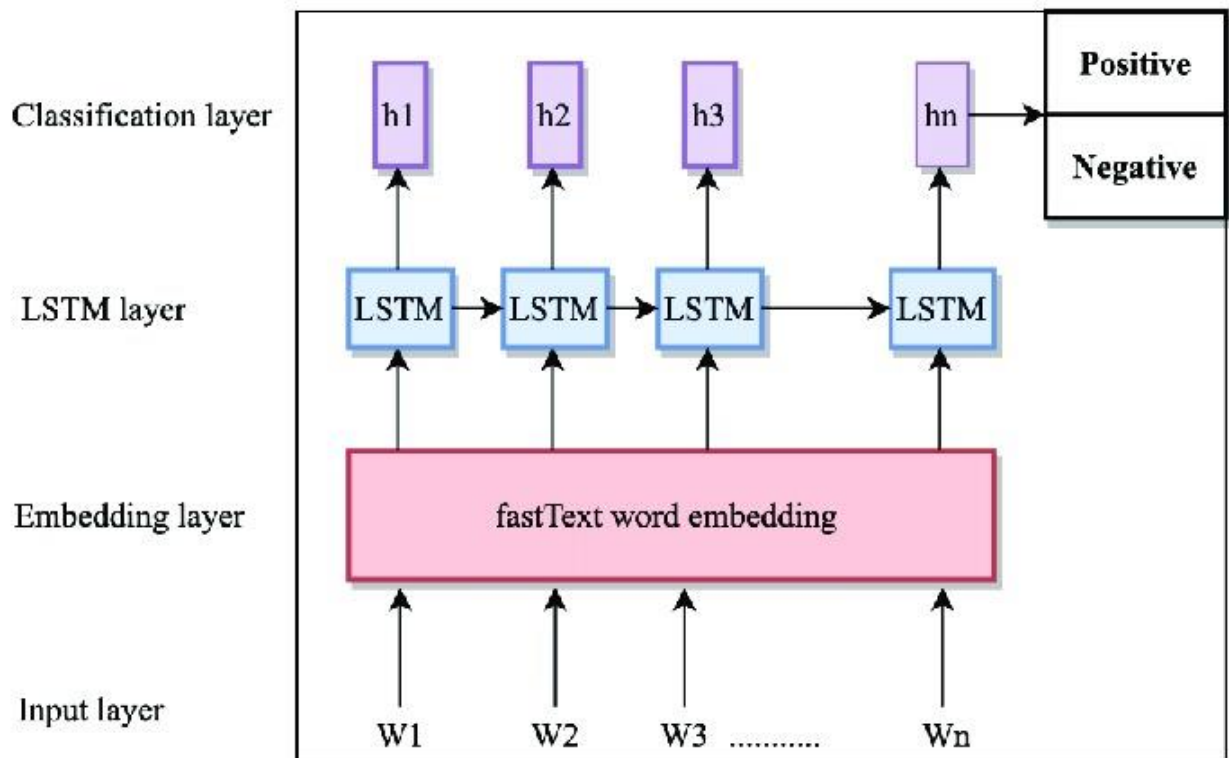 Classification layer
h1
h2
h3
hn
Positive
Negative
LSTM layer
LSTM
LSTM
LSTM
LSTM
Embedding layer
fastText word embedding
Input layer
W1
W2
W3 ...........
Wn